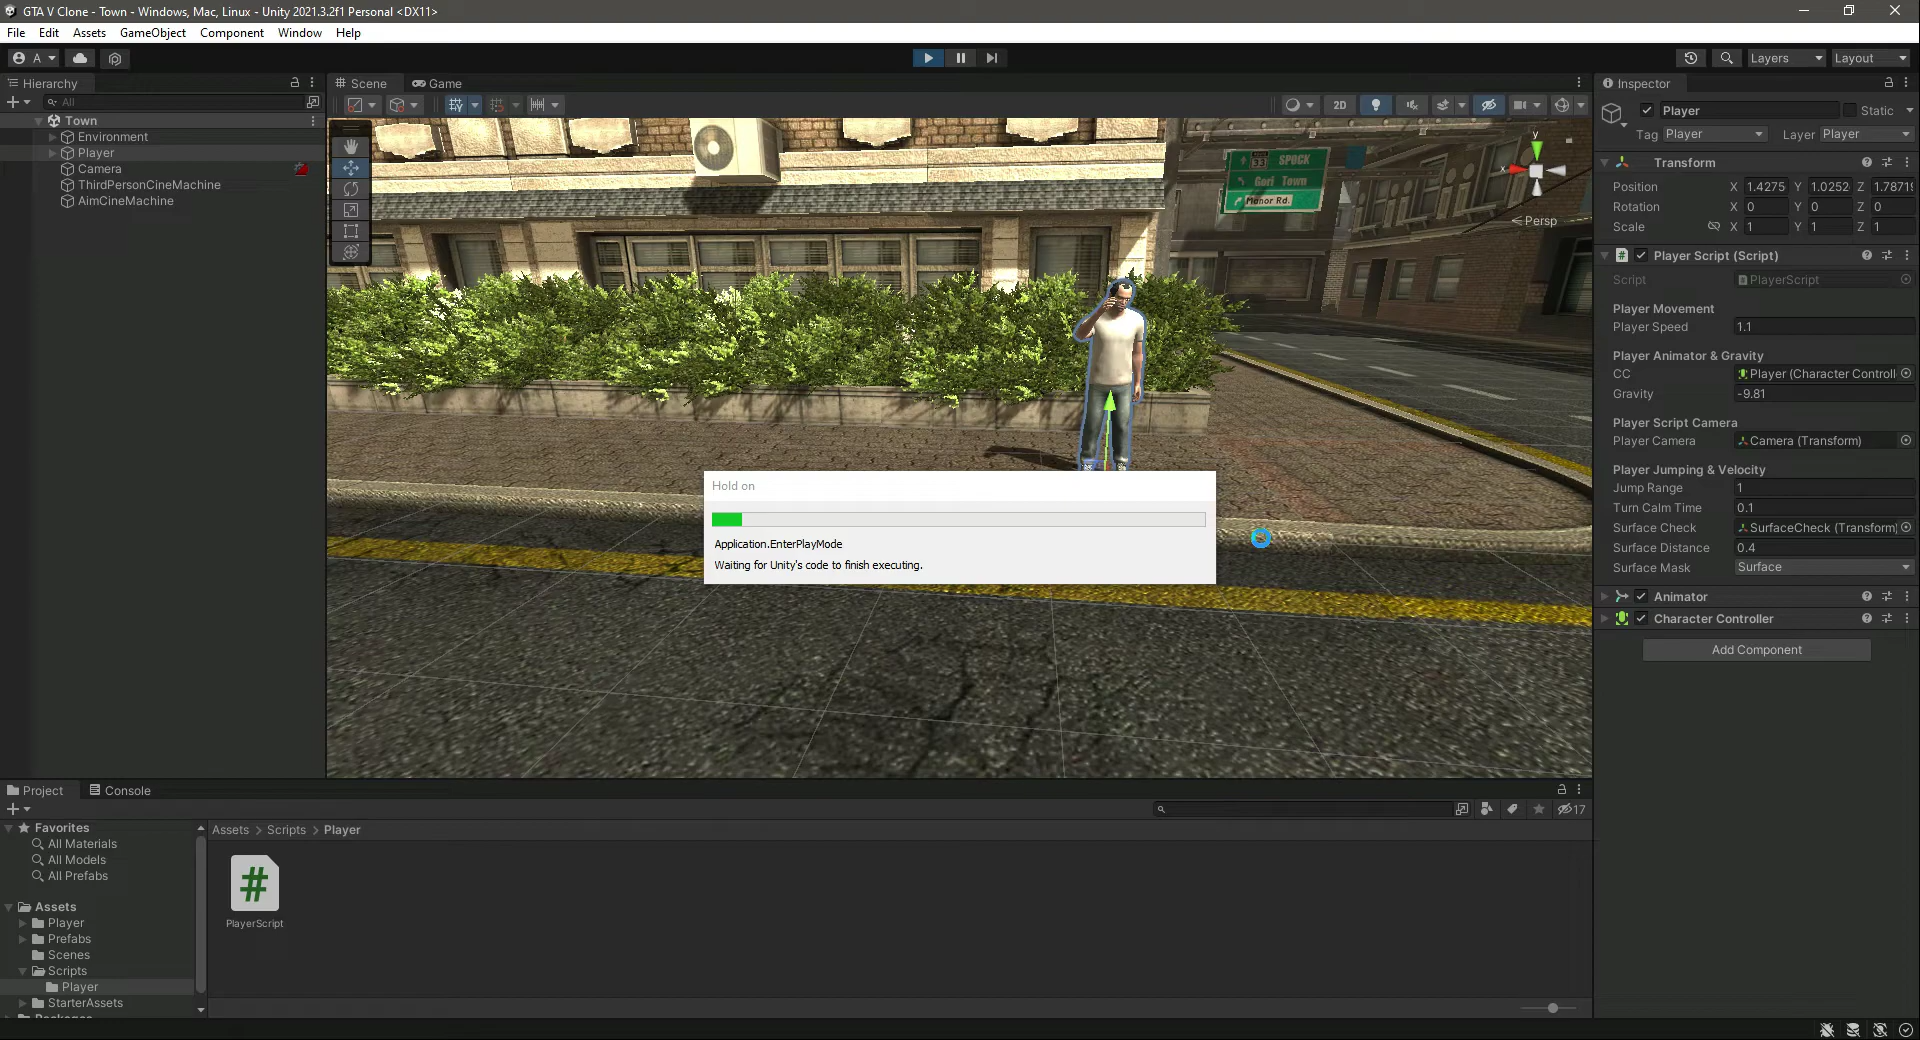 GTA V Clone - Town - Windows, Mac, Linux - Unity 2021.3.2f1 Personal <DX11>
File Edit Assets GameObject Component Window Help
A Layers Layout
Hierarchy
All
Town
Environment
Player
Camera
ThirdPersonCineMachine
AimCineMachine
Scene Game
2D
33 SPOCK
Gori Town
Manor Rd.
y
x
Persp
Hold on
Application.EnterPlayMode
Waiting for Unity's code to finish executing.
Inspector
Player Static
Tag Player Layer Player
Transform
Position X 1.4275 Y 1.0252 Z 1.7871
Rotation X 0 Y 0 Z 0
Scale X 1 Y 1 Z 1
# Player Script (Script)
Script PlayerScript
Player Movement
Player Speed 1.1
Player Animator & Gravity
CC Player (Character Controll
Gravity -9.81
Player Script Camera
Player Camera Camera (Transform)
Player Jumping & Velocity
Jump Range 1
Turn Calm Time 0.1
Surface Check SurfaceCheck (Transform)
Surface Distance 0.4
Surface Mask Surface
Animator
Character Controller
Add Component
Project Console
17
Favorites
All Materials
All Models
All Prefabs
Assets
Player
Prefabs
Scenes
Scripts
Player
StarterAssets
Packages
Assets > Scripts > Player
#
PlayerScript